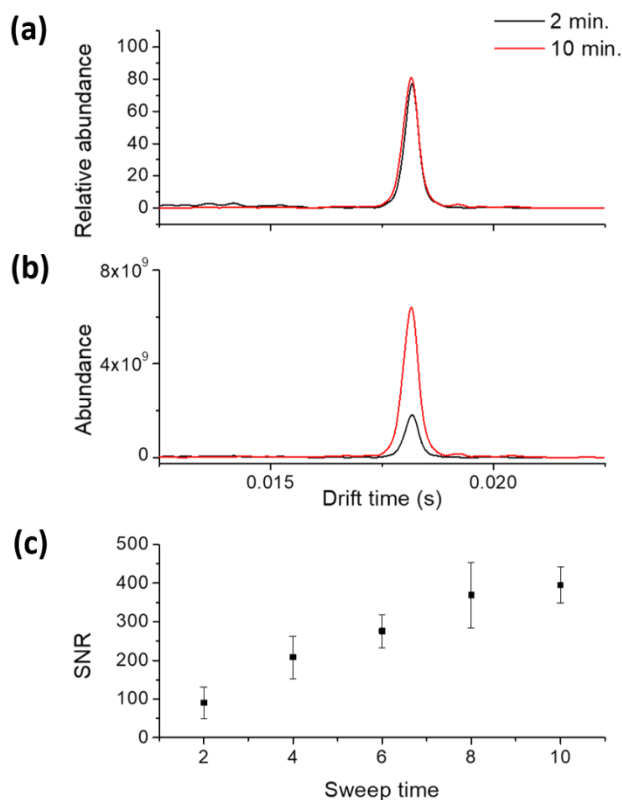 (a)
2 min.
10 min.
Relative abundance
100
80
60
40
20
0
(b)
Abundance
8x10⁹
4x10⁹
0
0.015
0.020
Drift time (s)
(c)
SNR
500
400
300
200
100
0
2
4
6
8
10
Sweep time